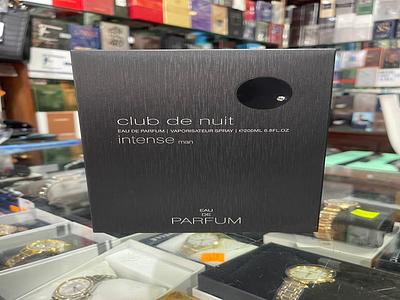 club de nuit
EAU DE PARFUM | VAPORISATEUR SPRAY | ℮200ML 6.8FL.OZ
intense man
EAU
DE
PARFUM